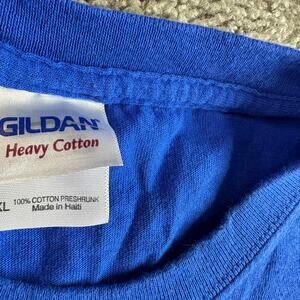 GILDAN
Heavy Cotton
XL 100% COTTON PRESHRUNK
Made in Haiti